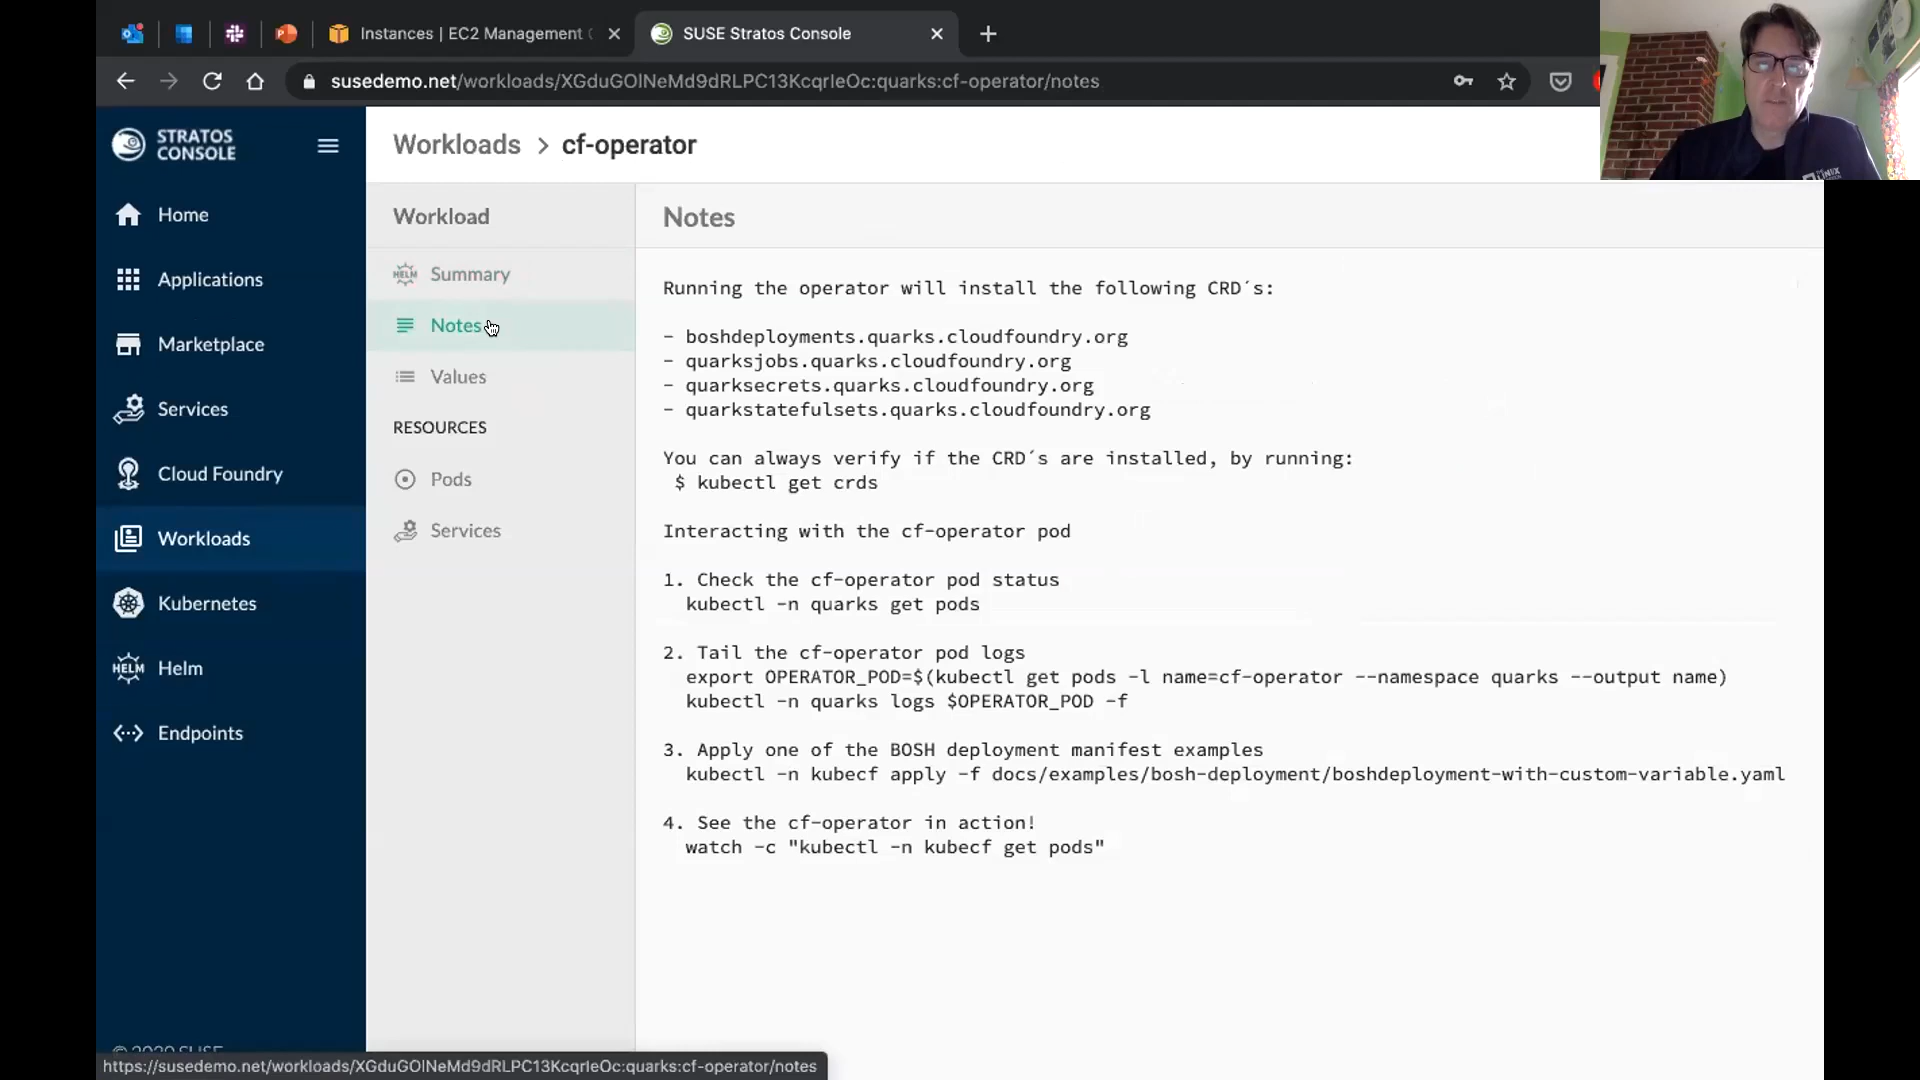 Instances | EC2 Management
SUSE Stratos Console
susedemo.net/workloads/XGduGOlNeMd9dRLPC13KcqrIeOc:quarks:cf-operator/notes
STRATOS
CONSOLE
Home
Applications
Marketplace
Services
Cloud Foundry
Workloads
Kubernetes
HELM
Helm
Endpoints
© 2020 SUSE
Workloads > cf-operator
Workload
HELM
Summary
Notes
Values
RESOURCES
Pods
Services
Notes
Running the operator will install the following CRD´s:
- boshdeployments.quarks.cloudfoundry.org
- quarksjobs.quarks.cloudfoundry.org
- quarksecrets.quarks.cloudfoundry.org
- quarkstatefulsets.quarks.cloudfoundry.org
You can always verify if the CRD´s are installed, by running:
$ kubectl get crds
Interacting with the cf-operator pod
1. Check the cf-operator pod status
kubectl -n quarks get pods
2. Tail the cf-operator pod logs
export OPERATOR_POD=$(kubectl get pods -l name=cf-operator --namespace quarks --output name)
kubectl -n quarks logs $OPERATOR_POD -f
3. Apply one of the BOSH deployment manifest examples
kubectl -n kubecf apply -f docs/examples/bosh-deployment/boshdeployment-with-custom-variable.yaml
4. See the cf-operator in action!
watch -c "kubectl -n kubecf get pods"
https://susedemo.net/workloads/XGduGOlNeMd9dRLPC13KcqrIeOc:quarks:cf-operator/notes